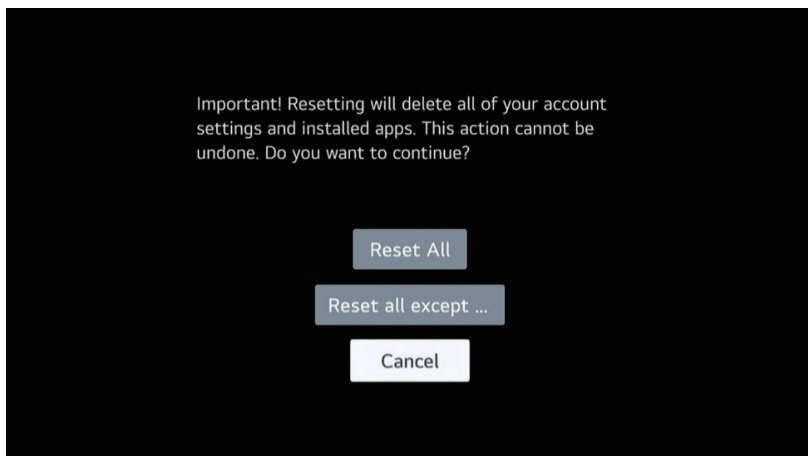 Important! Resetting will delete all of your account
settings and installed apps. This action cannot be
undone. Do you want to continue?
Reset All
Reset all except ...
Cancel